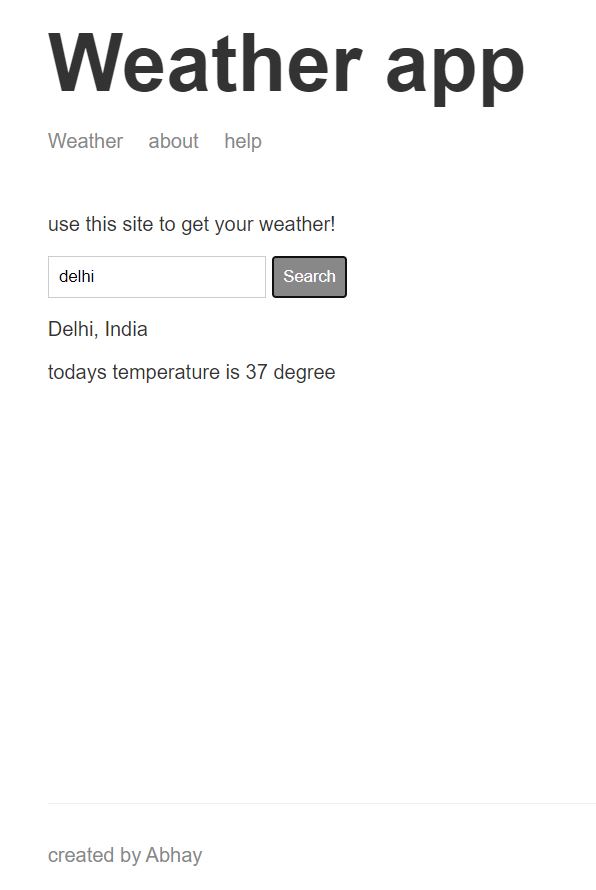 Weather app
Weather about help
use this site to get your weather!
delhi Search
Delhi, India
todays temperature is 37 degree
created by Abhay